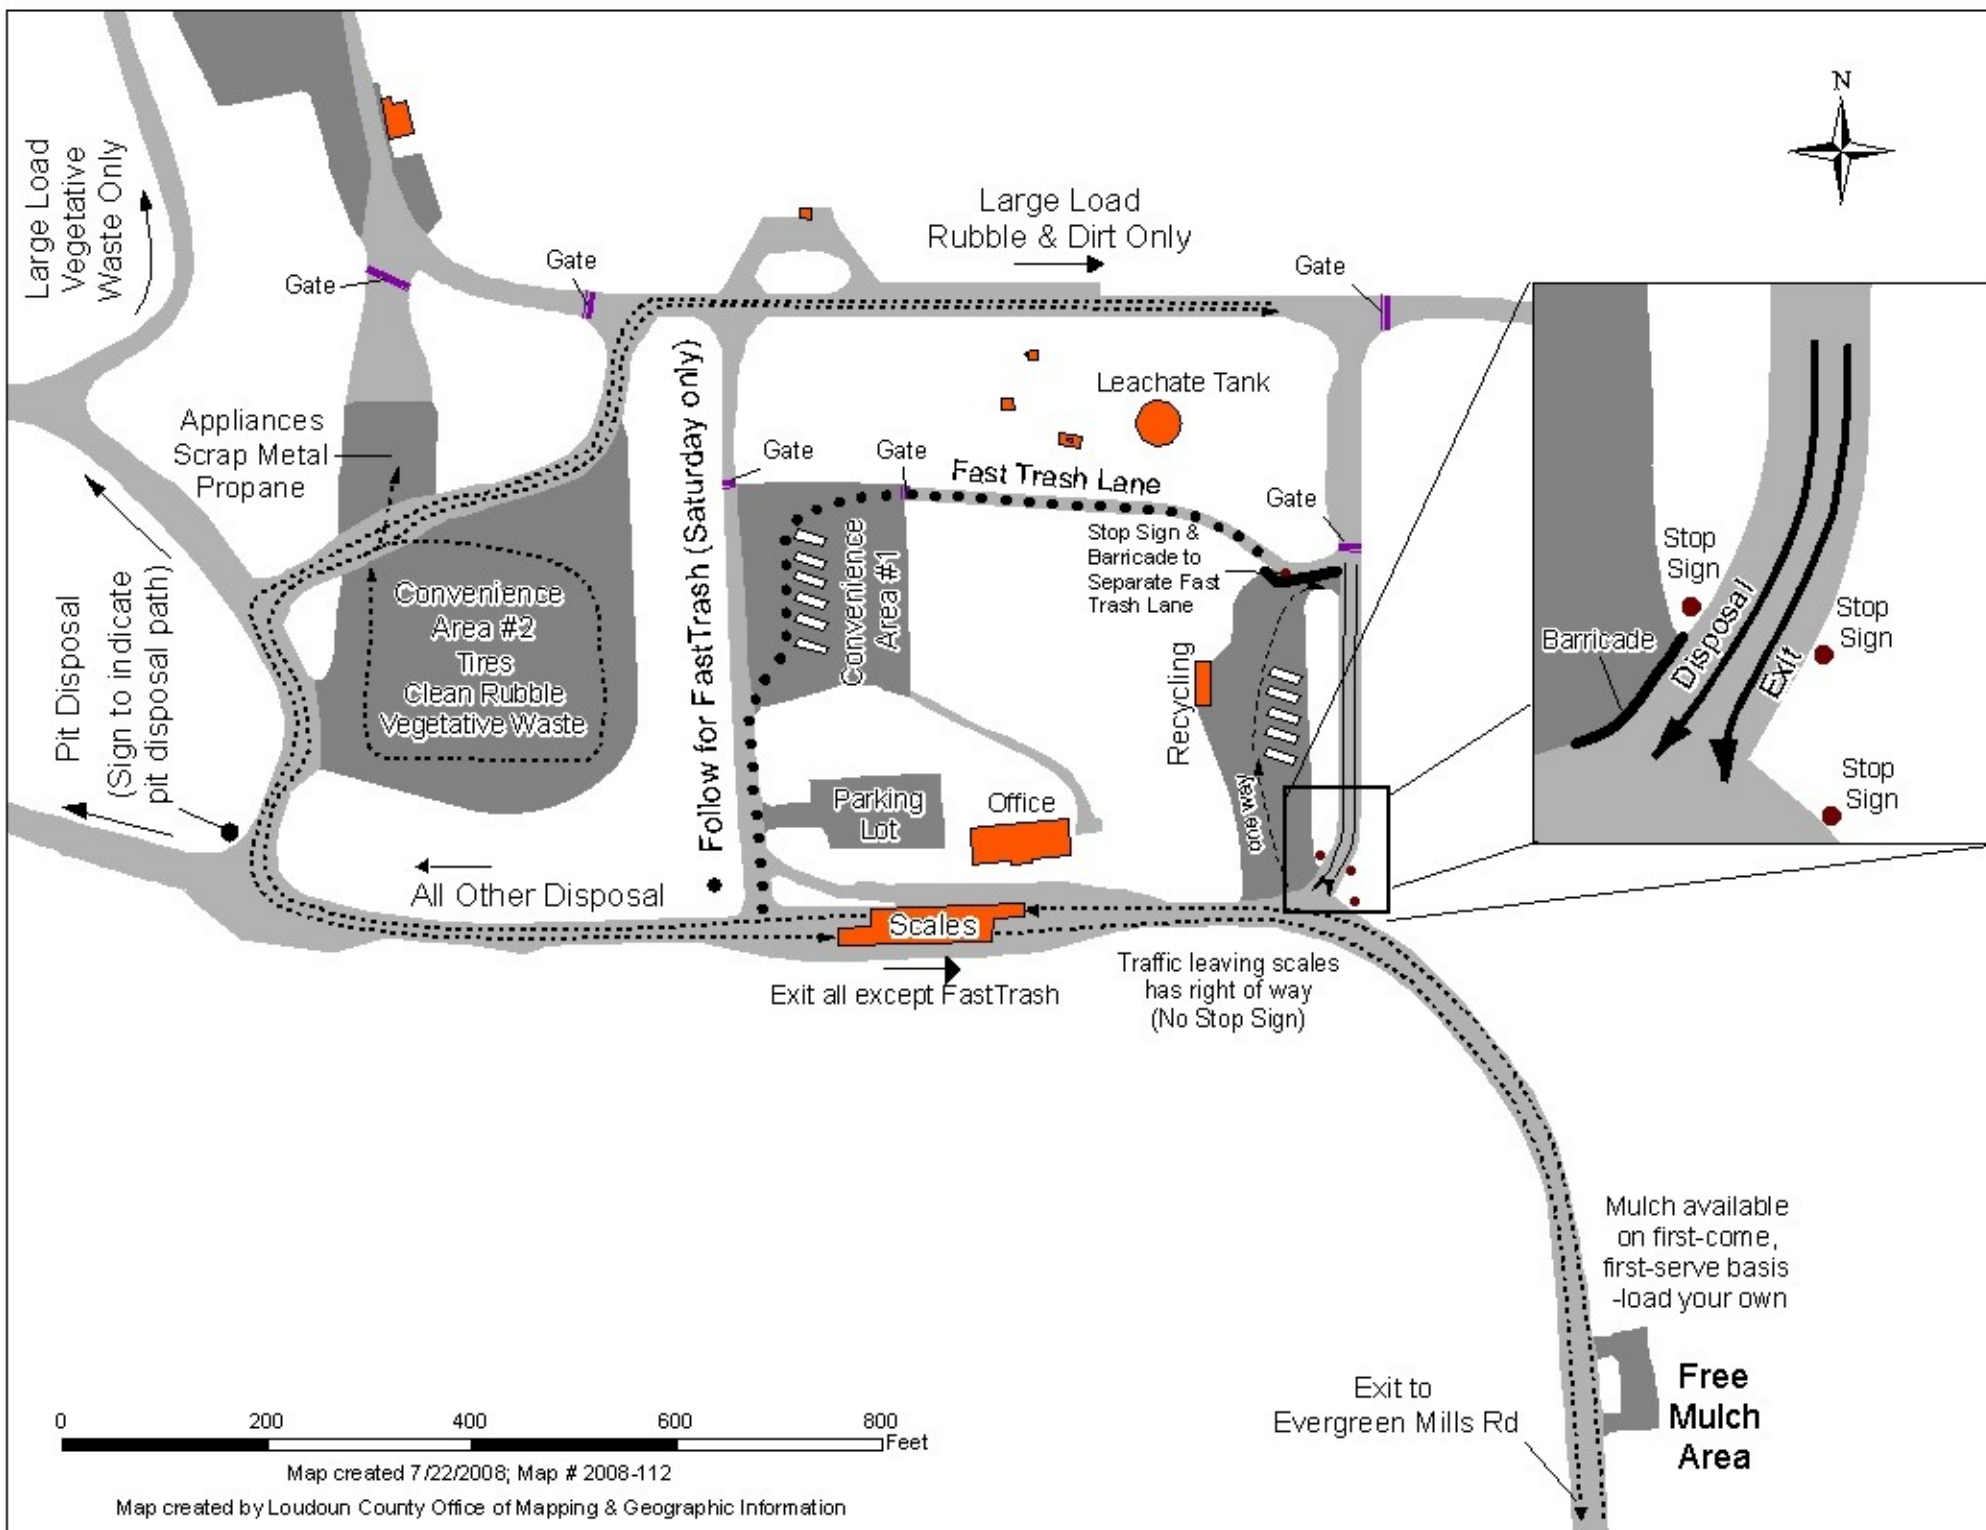 N
Large Load
Vegetative
Waste Only
Large Load
Rubble & Dirt Only
Gate
Gate
Gate
Appliances
Scrap Metal
Propane
Leachate Tank
Gate
Gate
Fast Trash Lane
Gate
Stop Sign &
Barricade to
Separate Fast
Trash Lane
Follow for FastTrash (Saturday only)
Convenience
Area #1
Convenience
Area #2
Tires
Clean Rubble
Vegetative Waste
Pit Disposal
(Sign to indicate
pit disposal path)
Recycling
one way
Stop
Sign
Stop
Sign
Stop
Sign
Barricade
Disposal
Exit
Parking
Lot
Office
All Other Disposal
Scales
Exit all except FastTrash
Traffic leaving scales
has right of way
(No Stop Sign)
Mulch available
on first-come,
first-serve basis
-load your own
Free
Mulch
Area
Exit to
Evergreen Mills Rd
0 200 400 600 800
Feet
Map created 7/22/2008; Map # 2008-112
Map created by Loudoun County Office of Mapping & Geographic Information